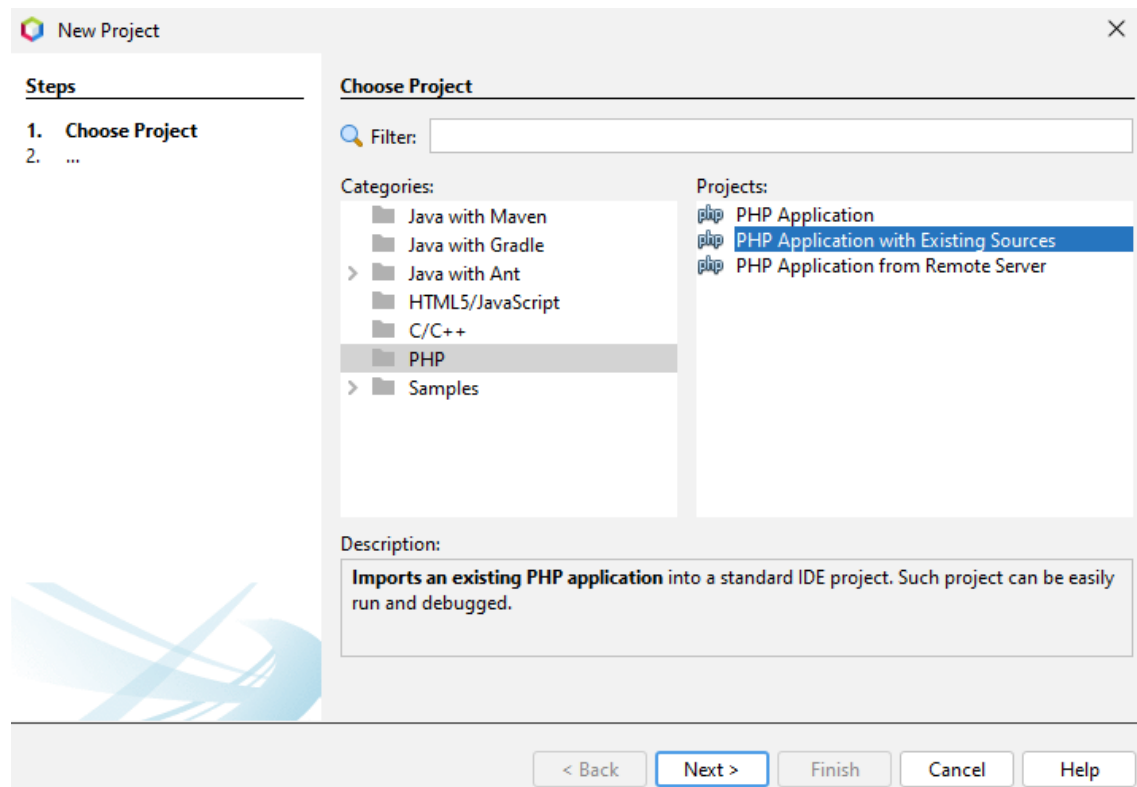 New Project
Steps
1. Choose Project
2. ...
Choose Project
Filter:
Categories:
Java with Maven
Java with Gradle
Java with Ant
HTML5/JavaScript
C/C++
PHP
Samples
Projects:
php PHP Application
php PHP Application with Existing Sources
php PHP Application from Remote Server
Description:
Imports an existing PHP application into a standard IDE project. Such project can be easily
run and debugged.
< Back Next > Finish Cancel Help